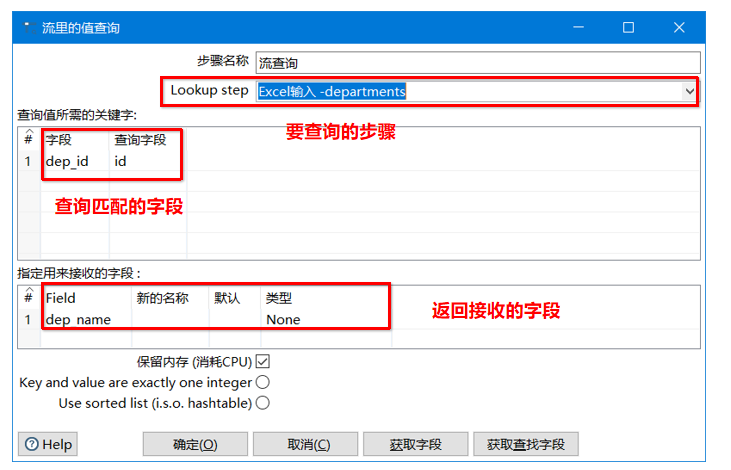 流里的值查询
步骤名称 流查询
Lookup step Excel输入 -departments
查询值所需的关键字:
要查询的步骤
# 字段 查询字段
1 dep_id id
查询匹配的字段
指定用来接收的字段 :
# Field 新的名称 默认 类型
1 dep_name None
返回接收的字段
保留内存 (消耗CPU)
Key and value are exactly one integer
Use sorted list (i.s.o. hashtable)
Help 确定(O) 取消(C) 获取字段 获取查找字段